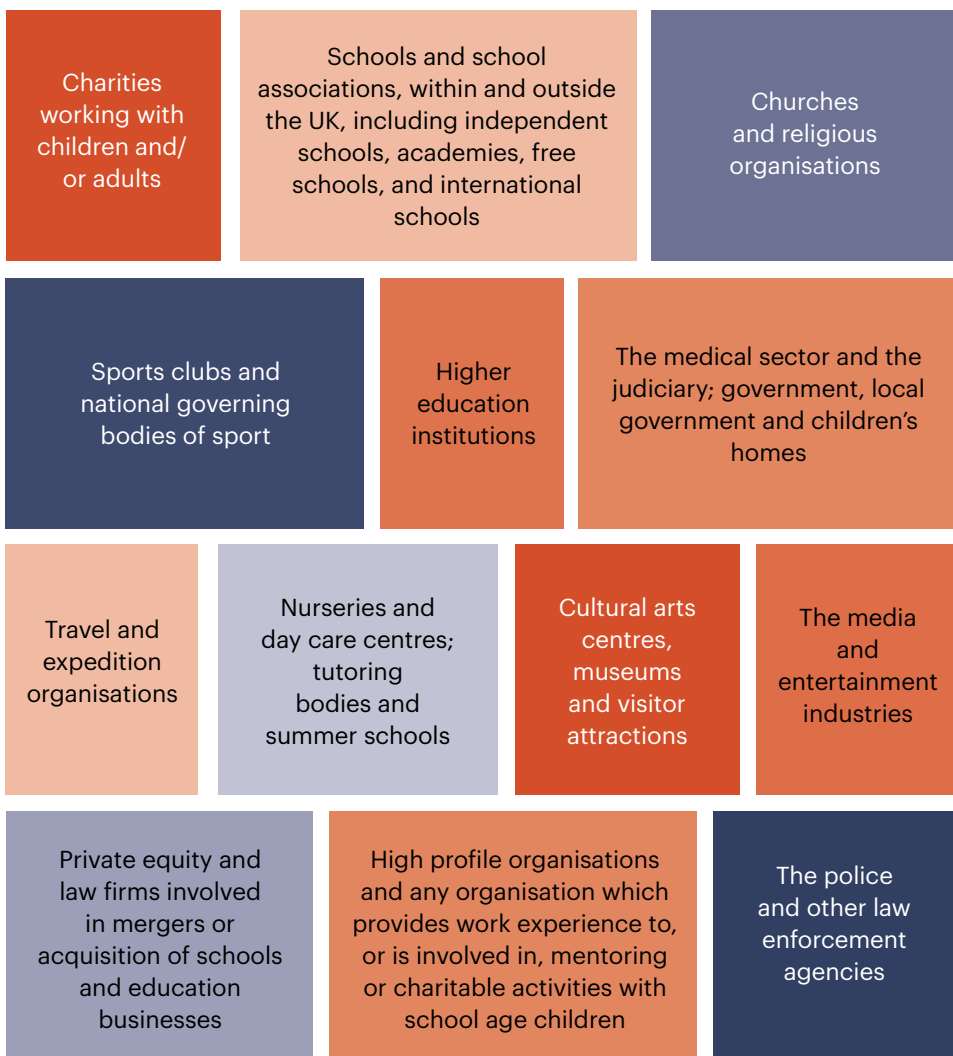 Charities
working with
children and/
or adults
Schools and school
associations, within and outside
the UK, including independent
schools, academies, free
schools, and international
schools
Churches
and religious
organisations
Sports clubs and
national governing
bodies of sport
Higher
education
institutions
The medical sector and the
judiciary; government, local
government and children’s
homes
Travel and
expedition
organisations
Nurseries and
day care centres;
tutoring
bodies and
summer schools
Cultural arts
centres,
museums
and visitor
attractions
The media
and
entertainment
industries
Private equity and
law firms involved
in mergers or
acquisition of schools
and education
businesses
High profile organisations
and any organisation which
provides work experience to,
or is involved in, mentoring
or charitable activities with
school age children
The police
and other law
enforcement
agencies